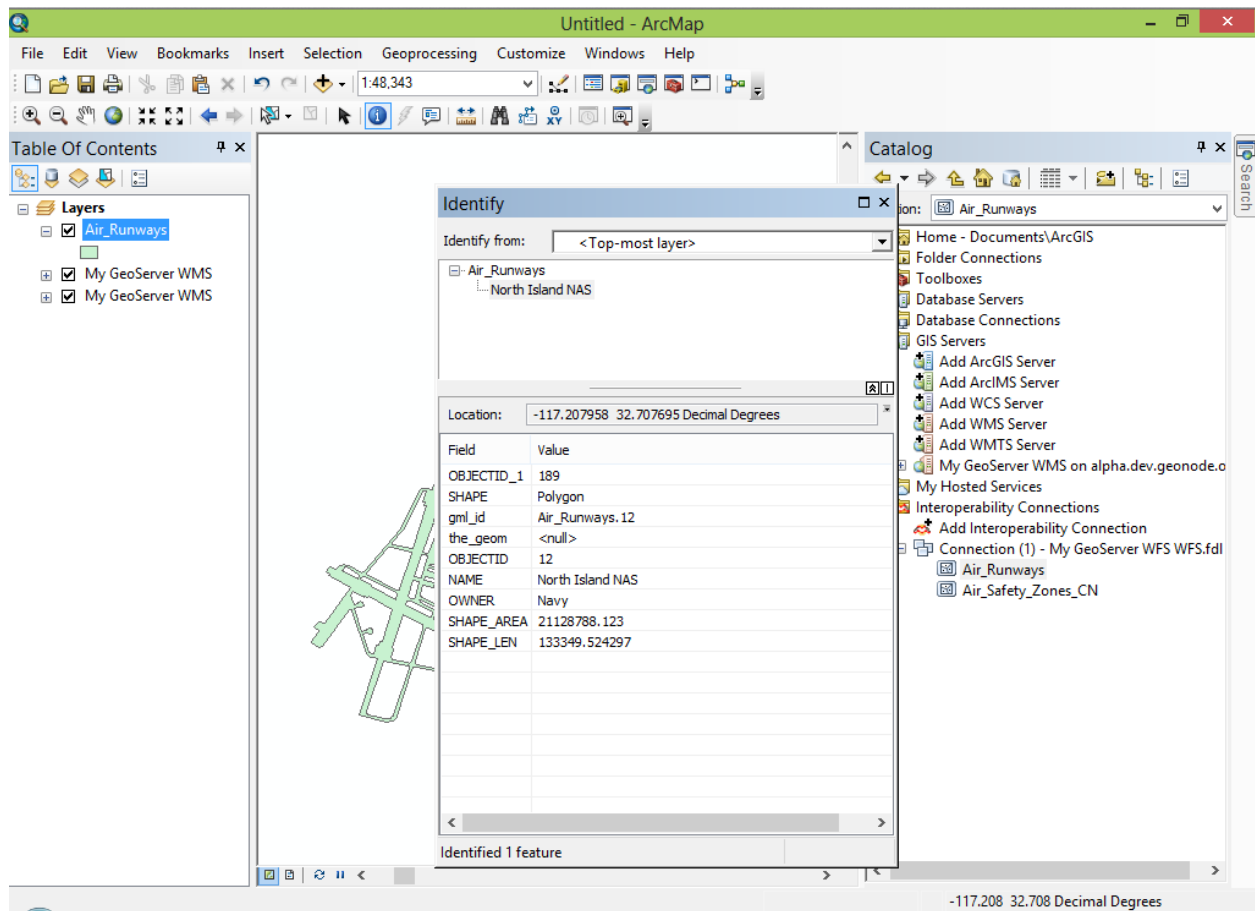 Untitled - ArcMap
File Edit View Bookmarks Insert Selection Geoprocessing Customize Windows Help
1:48,343
Table Of Contents
Layers
Air_Runways
My GeoServer WMS
My GeoServer WMS
Identify
Identify from: <Top-most layer>
Air_Runways
North Island NAS
Location: -117.207958 32.707695 Decimal Degrees
Field Value
OBJECTID_1 189
SHAPE Polygon
gml_id Air_Runways.12
the_geom <null>
OBJECTID 12
NAME North Island NAS
OWNER Navy
SHAPE_AREA 21128788.123
SHAPE_LEN 133349.524297
Identified 1 feature
Catalog
ion: Air_Runways
Home - Documents\ArcGIS
Folder Connections
Toolboxes
Database Servers
Database Connections
GIS Servers
Add ArcGIS Server
Add ArcIMS Server
Add WCS Server
Add WMS Server
Add WMTS Server
My GeoServer WMS on alpha.dev.geonode.o
My Hosted Services
Interoperability Connections
Add Interoperability Connection
Connection (1) - My GeoServer WFS WFS.fdl
Air_Runways
Air_Safety_Zones_CN
Search
-117.208 32.708 Decimal Degrees